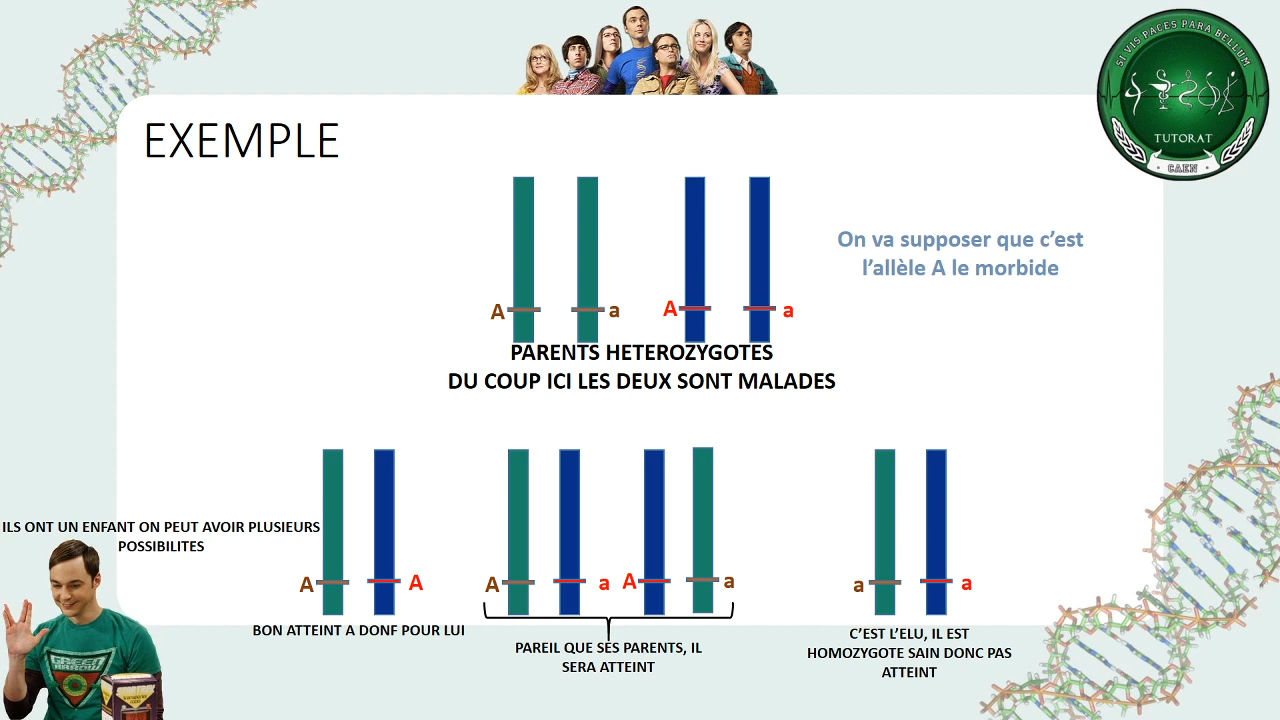 SI VIS PACES PARA BELLUM
TUTORAT
CAEN
EXEMPLE
On va supposer que c’est
l’allèle A le morbide
A a A a
PARENTS HETEROZYGOTES
DU COUP ICI LES DEUX SONT MALADES
ILS ONT UN ENFANT ON PEUT AVOIR PLUSIEURS
POSSIBILITES
A A A a A a a a
BON ATTEINT A DONF POUR LUI
PAREIL QUE SES PARENTS, IL
SERA ATTEINT
C’EST L’ELU, IL EST
HOMOZYGOTE SAIN DONC PAS
ATTEINT
GREEN